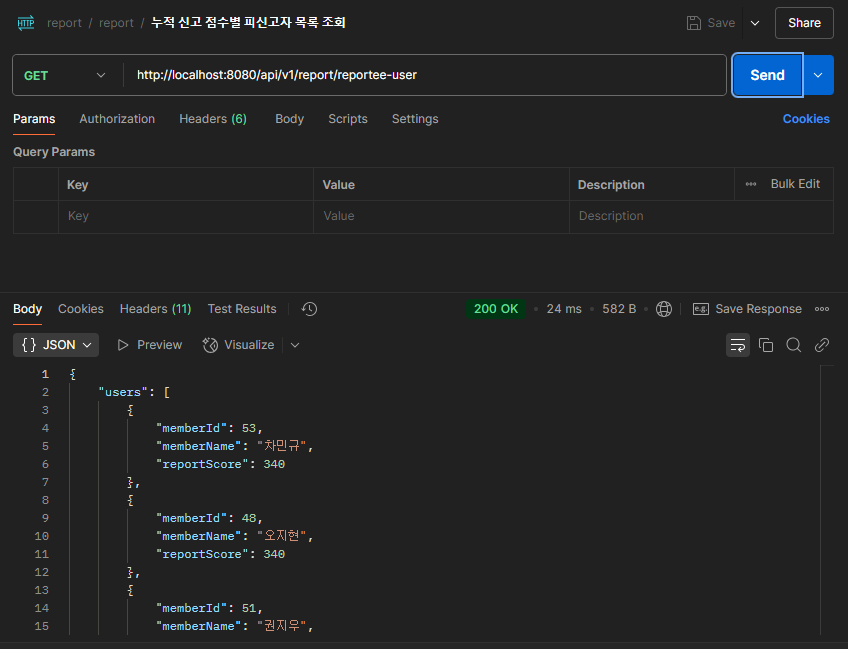 HTTP report / report / 누적 신고 점수별 피신고자 목록 조회 Save Share
GET http://localhost:8080/api/v1/report/reportee-user Send
Params Authorization Headers (6) Body Scripts Settings Cookies
Query Params
Key Value Description ••• Bulk Edit
Key Value Description
Body Cookies Headers (11) Test Results 200 OK • 24 ms • 582 B • e.g. Save Response •••
{} JSON Preview Visualize
1 {
2 "users": [
3 {
4 "memberId": 53,
5 "memberName": "차민규",
6 "reportScore": 340
7 },
8 {
9 "memberId": 48,
10 "memberName": "오지현",
11 "reportScore": 340
12 },
13 {
14 "memberId": 51,
15 "memberName": "권지우",